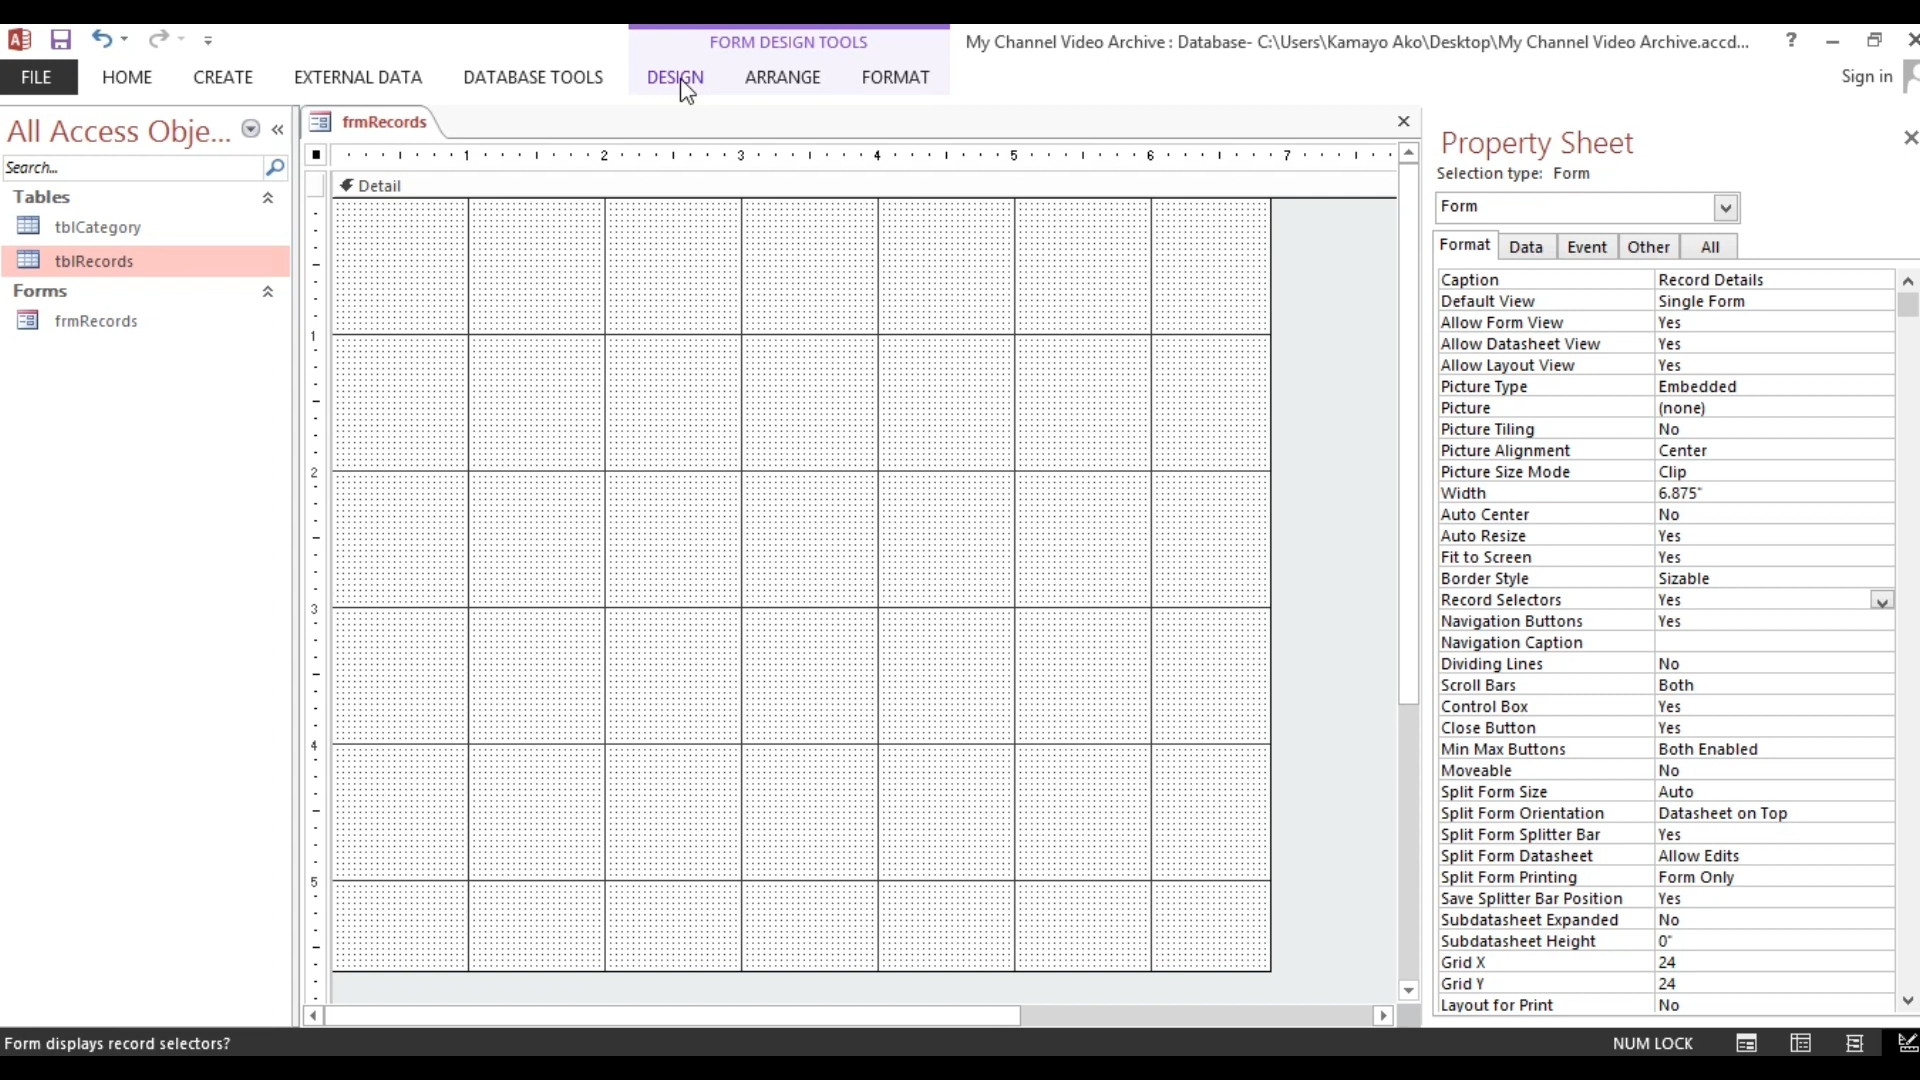 FORM DESIGN TOOLS
My Channel Video Archive : Database- C:\Users\Kamayo Ako\Desktop\My Channel Video Archive.accd...
?
FILE HOME CREATE EXTERNAL DATA DATABASE TOOLS DESIGN ARRANGE FORMAT
Sign in
All Access Obje...
Search...
Tables
tblCategory
tblRecords
Forms
frmRecords
frmRecords
1 2 3 4 5 6 7
Detail
1
2
3
4
5
Property Sheet
Selection type: Form
Form
Format Data Event Other All
Caption Record Details
Default View Single Form
Allow Form View Yes
Allow Datasheet View Yes
Allow Layout View Yes
Picture Type Embedded
Picture (none)
Picture Tiling No
Picture Alignment Center
Picture Size Mode Clip
Width 6.875"
Auto Center No
Auto Resize Yes
Fit to Screen Yes
Border Style Sizable
Record Selectors Yes
Navigation Buttons Yes
Navigation Caption
Dividing Lines No
Scroll Bars Both
Control Box Yes
Close Button Yes
Min Max Buttons Both Enabled
Moveable No
Split Form Size Auto
Split Form Orientation Datasheet on Top
Split Form Splitter Bar Yes
Split Form Datasheet Allow Edits
Split Form Printing Form Only
Save Splitter Bar Position Yes
Subdatasheet Expanded No
Subdatasheet Height 0"
Grid X 24
Grid Y 24
Layout for Print No
Form displays record selectors?
NUM LOCK